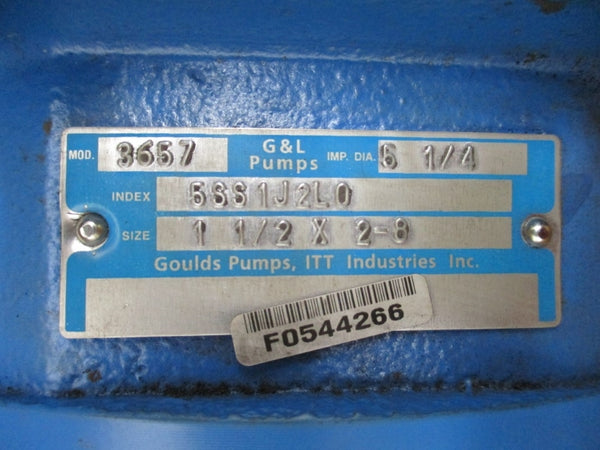 MOD. 3657 G&L Pumps IMP. DIA. 5 1/4
INDEX 5SS1J2L0
SIZE 1 1/2 X 2-8
Goulds Pumps, ITT Industries Inc.
F0544266